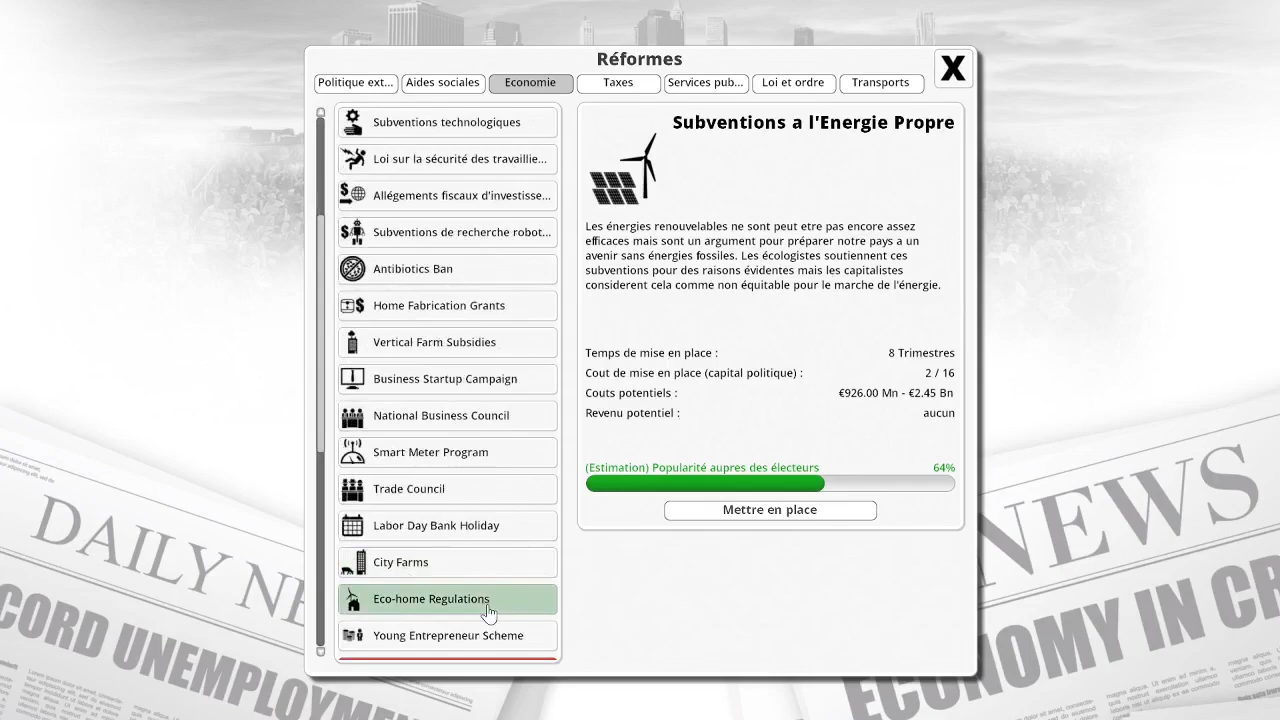 Réformes
X
Politique ext...
Aides sociales
Economie
Taxes
Services pub...
Loi et ordre
Transports
Subventions technologiques
Loi sur la sécurité des travaillie...
Allégements fiscaux d'investisse...
Subventions de recherche robot...
Antibiotics Ban
Home Fabrication Grants
Vertical Farm Subsidies
Business Startup Campaign
National Business Council
Smart Meter Program
Trade Council
Labor Day Bank Holiday
City Farms
Eco-home Regulations
Young Entrepreneur Scheme
Subventions a l'Energie Propre
Les énergies renouvelables ne sont peut etre pas encore assez
efficaces mais sont un argument pour préparer notre pays a un
avenir sans énergies fossiles. Les écologistes soutiennent ces
subventions pour des raisons évidentes mais les capitalistes
considerent cela comme non équitable pour le marche de l'énergie.
Temps de mise en place : 8 Trimestres
Cout de mise en place (capital politique) : 2 / 16
Couts potentiels : €926.00 Mn - €2.45 Bn
Revenu potentiel : aucun
(Estimation) Popularité aupres des électeurs 64%
Mettre en place
DAILY NE
CORD UNEMPLOYM
NEWS
ECONOMY IN CR